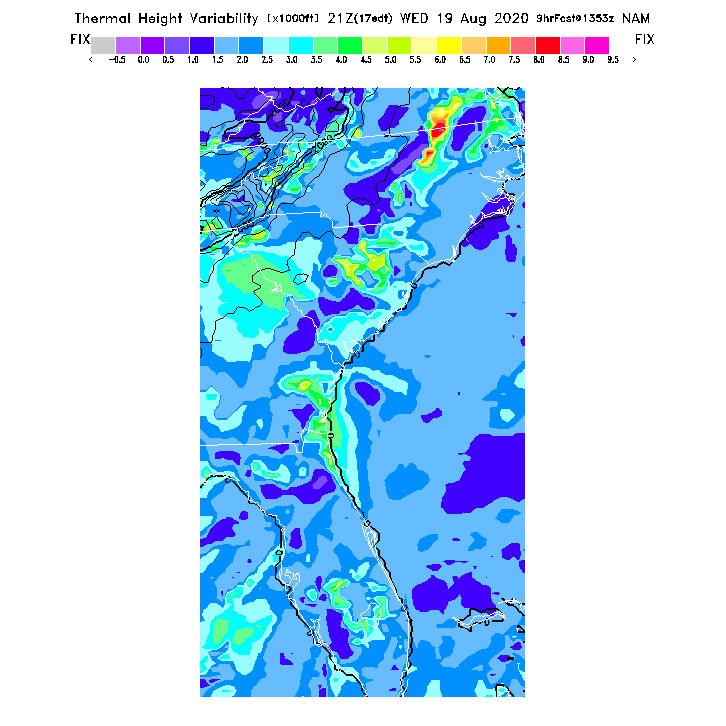 Thermal Height Variability [x1000ft] 21Z(17edt) WED 19 Aug 2020 9hrFcst@1353z NAM
FIX FIX
< -0.5 0.0 0.5 1.0 1.5 2.0 2.5 3.0 3.5 4.0 4.5 5.0 5.5 6.0 6.5 7.0 7.5 8.0 8.5 9.0 9.5 >